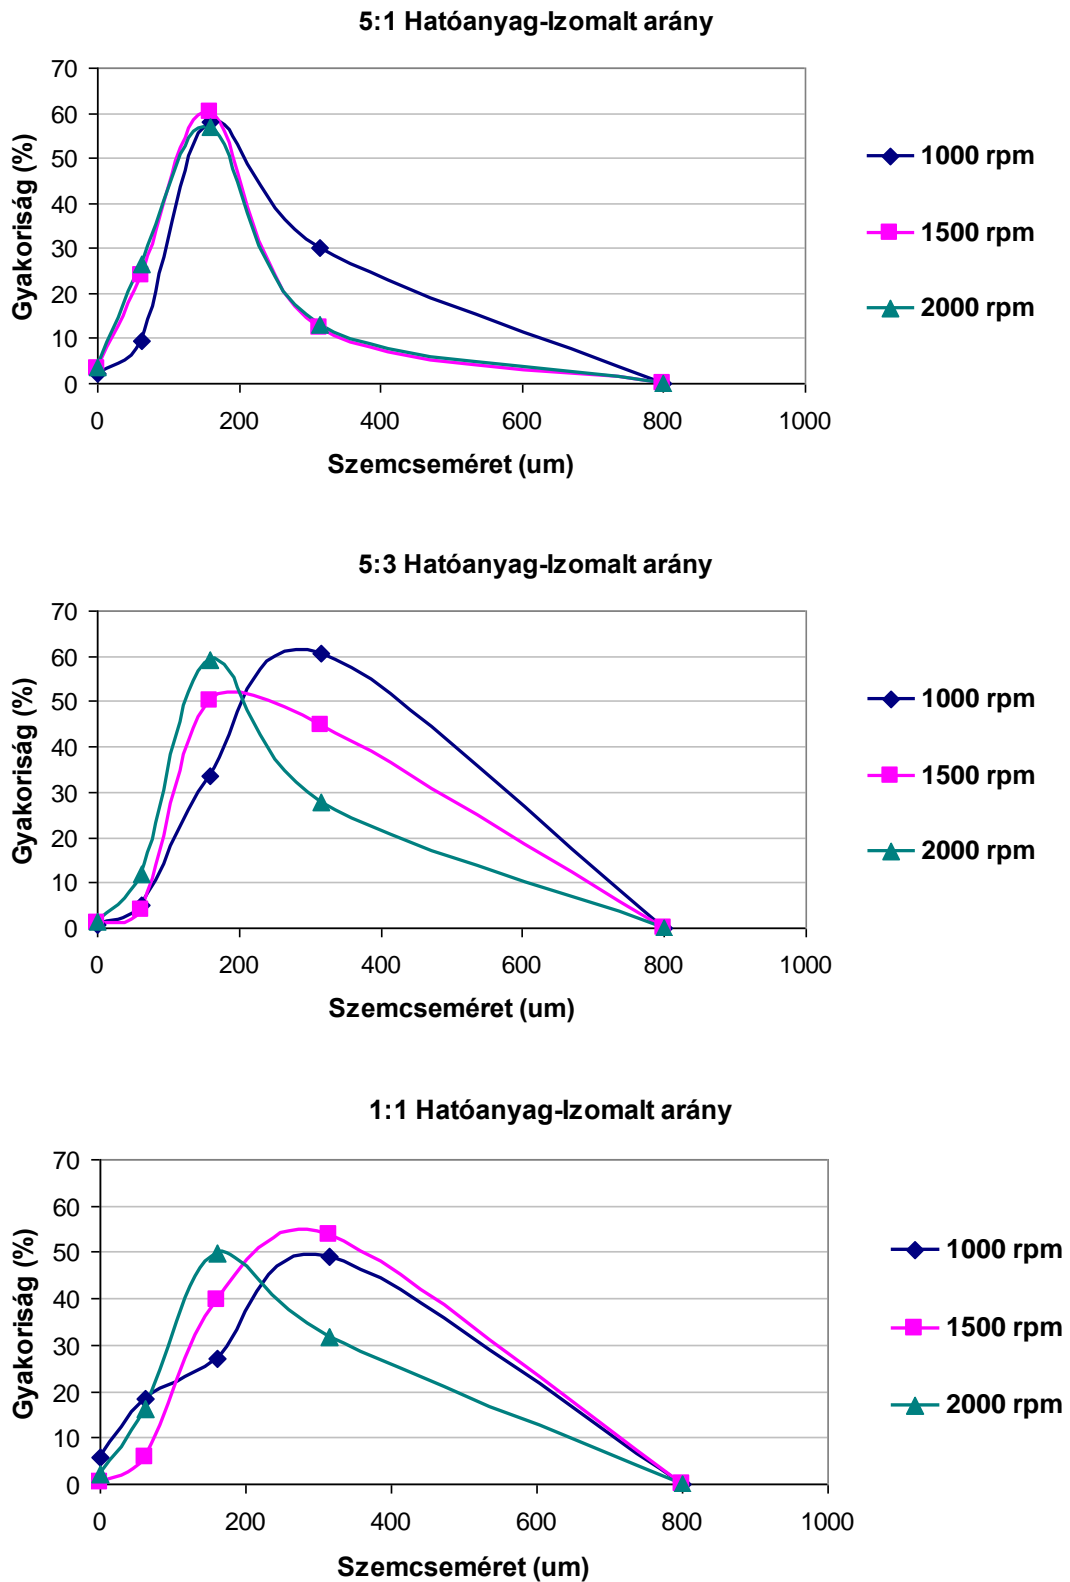 5:1 Hatóanyag-Izomalt arány
70
60
50
40
30
20
10
0
Gyakoriság (%)
0 200 400 600 800 1000
Szemcseméret (um)
1000 rpm
1500 rpm
2000 rpm
5:3 Hatóanyag-Izomalt arány
70
60
50
40
30
20
10
0
Gyakoriság (%)
0 200 400 600 800 1000
Szemcseméret (um)
1000 rpm
1500 rpm
2000 rpm
1:1 Hatóanyag-Izomalt arány
70
60
50
40
30
20
10
0
Gyakoriság (%)
0 200 400 600 800 1000
Szemcseméret (um)
1000 rpm
1500 rpm
2000 rpm